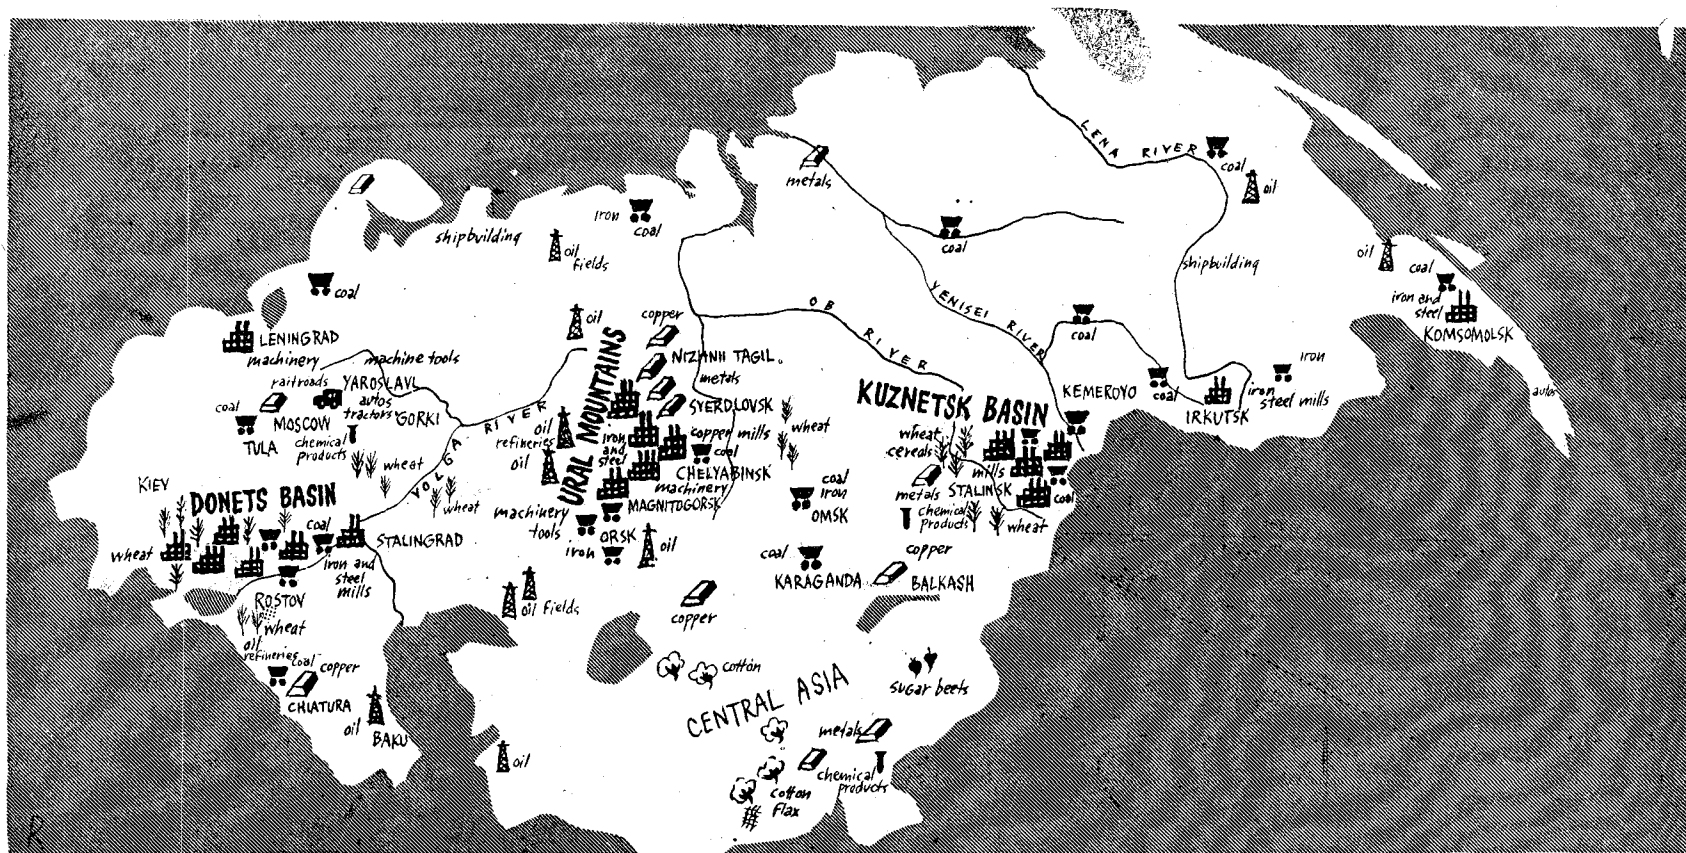 LENA RIVER
coal
oil
metals
iron
coal
shipbuilding
oil
fields
coal
coal
shipbuilding
oil
coal
iron and
steel
KOMSOMOLSK
autos
YENISEI RIVER
OB RIVER
coal
oil
copper
LENINGRAD
machinery
machine tools
railroads
YAROSLAVL
autos
tractors
GORKI
coal
MOSCOW
TULA
chemical
products
wheat
VOLGA RIVER
wheat
URAL MOUNTAINS
NIZHNII TAGIL.
metals
SVERDLOVSK
copper mills
coal
CHELYABINSK
machinery
MAGNITOGORSK
iron
and
steel
oil
refineries
oil
machinery
tools
ORSK
iron
oil
wheat
KUZNETSK BASIN
KEMEROVO
coal
IRKUTSK
iron
iron
steel mills
wheat
cereals
mills
STALINSK
coal
metals
chemical
products
wheat
coal
iron
OMSK
coal
KARAGANDA
copper
BALKASH
KIEV
DONETS BASIN
coal
STALINGRAD
wheat
iron and
steel
mills
ROSTOV
wheat
oil
refineries
coal
copper
CHIATURA
oil
BAKU
oil fields
copper
cotton
CENTRAL ASIA
sugar beets
metals
chemical
products
cotton
flax
oil
R